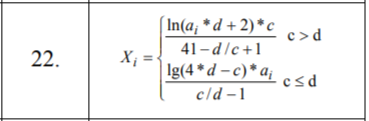 22.
X_i = { ln(a_i * d + 2) * c / 41 – d / c + 1   c > d
lg(4 * d – c) * a_i / c / d – 1   c ≤ d